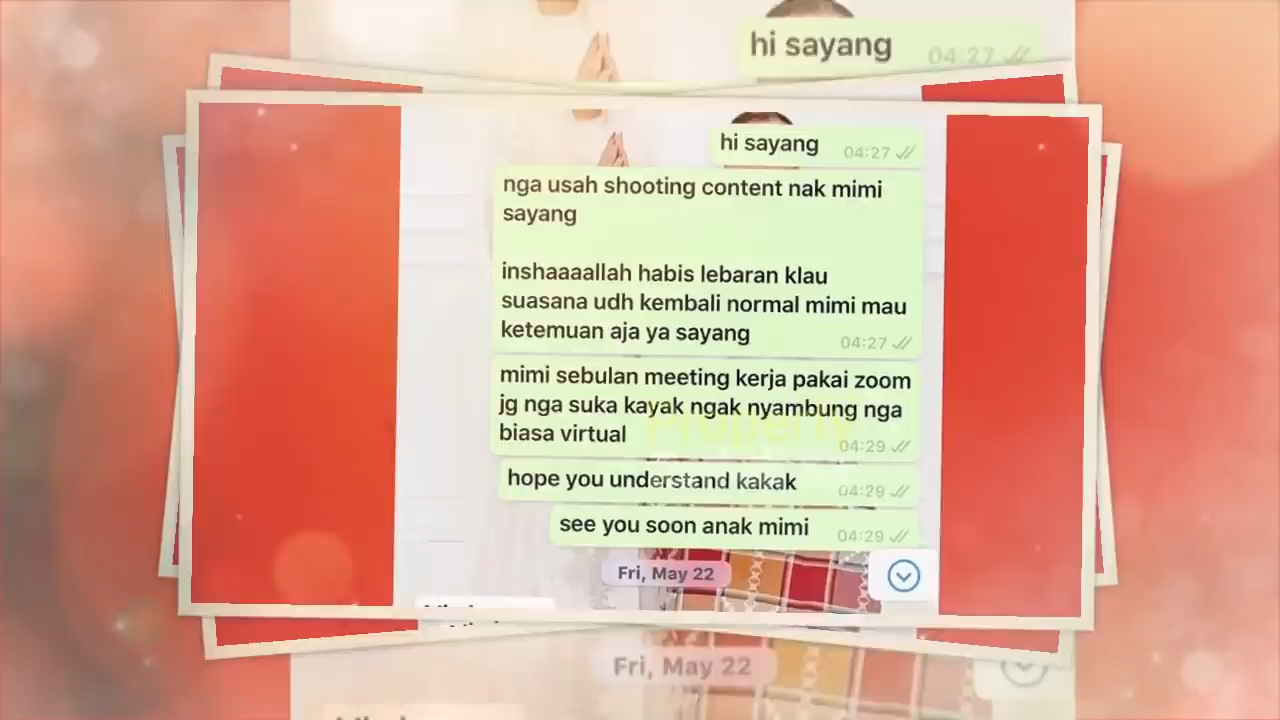 hi sayang 04:27
hi sayang 04:27
nga usah shooting content nak mimi
sayang
inshaaaallah habis lebaran klau
suasana udh kembali normal mimi mau
ketemuan aja ya sayang 04:27
mimi sebulan meeting kerja pakai zoom
jg nga suka kayak ngak nyambung nga
biasa virtual 04:29
hope you understand kakak 04:29
see you soon anak mimi 04:29
Fri, May 22
Fri, May 22